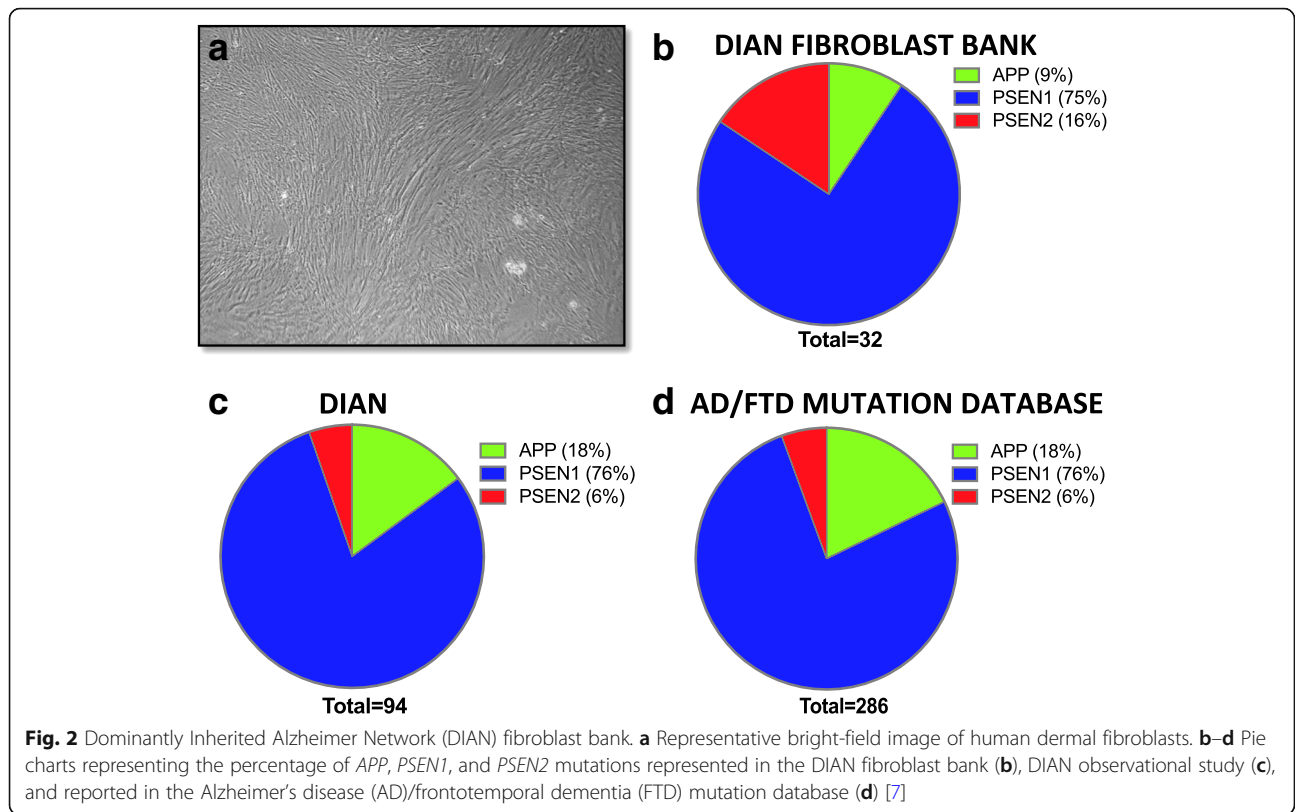 a
b DIAN FIBROBLAST BANK
APP (9%)
PSEN1 (75%)
PSEN2 (16%)
Total=32
c DIAN
APP (18%)
PSEN1 (76%)
PSEN2 (6%)
Total=94
d AD/FTD MUTATION DATABASE
APP (18%)
PSEN1 (76%)
PSEN2 (6%)
Total=286
Fig. 2 Dominantly Inherited Alzheimer Network (DIAN) fibroblast bank. a Representative bright-field image of human dermal fibroblasts. b–d Pie
charts representing the percentage of APP, PSEN1, and PSEN2 mutations represented in the DIAN fibroblast bank (b), DIAN observational study (c),
and reported in the Alzheimer’s disease (AD)/frontotemporal dementia (FTD) mutation database (d) [7]